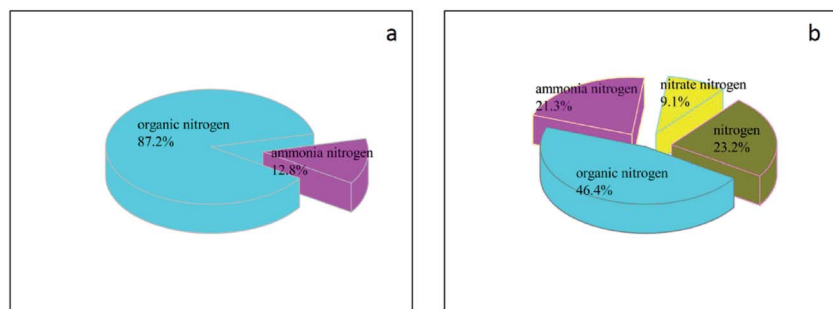 a
organic nitrogen
87.2%
ammonia nitrogen
12.8%
b
ammonia nitrogen
21.3%
nitrate nitrogen
9.1%
nitrogen
23.2%
organic nitrogen
46.4%